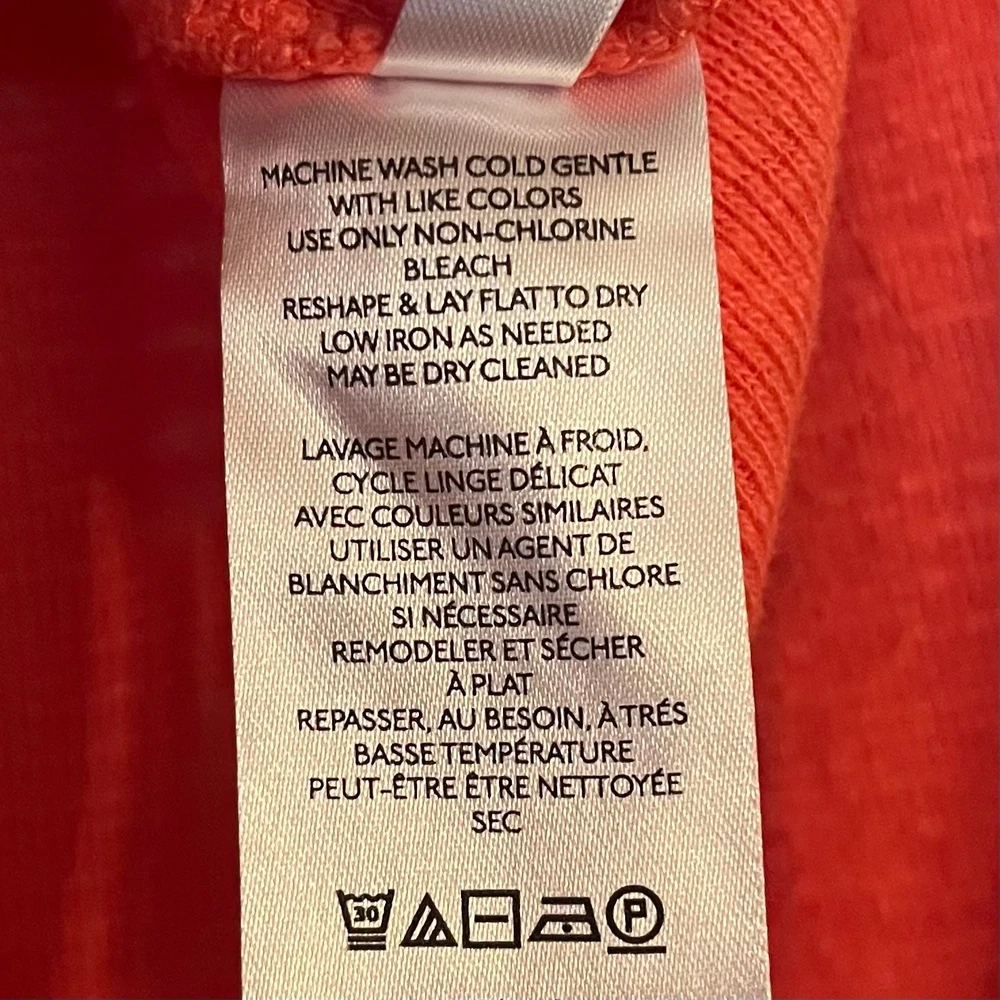 MACHINE WASH COLD GENTLE
WITH LIKE COLORS
USE ONLY NON-CHLORINE
BLEACH
RESHAPE & LAY FLAT TO DRY
LOW IRON AS NEEDED
MAY BE DRY CLEANED
LAVAGE MACHINE À FROID,
CYCLE LINGE DÉLICAT
AVEC COULEURS SIMILAIRES
UTILISER UN AGENT DE
BLANCHIMENT SANS CHLORE
SI NÉCESSAIRE
REMODELER ET SÉCHER
À PLAT
REPASSER, AU BESOIN, À TRÉS
BASSE TEMPÉRATURE
PEUT-ÊTRE ÊTRE NETTOYÉE
SEC
30 P